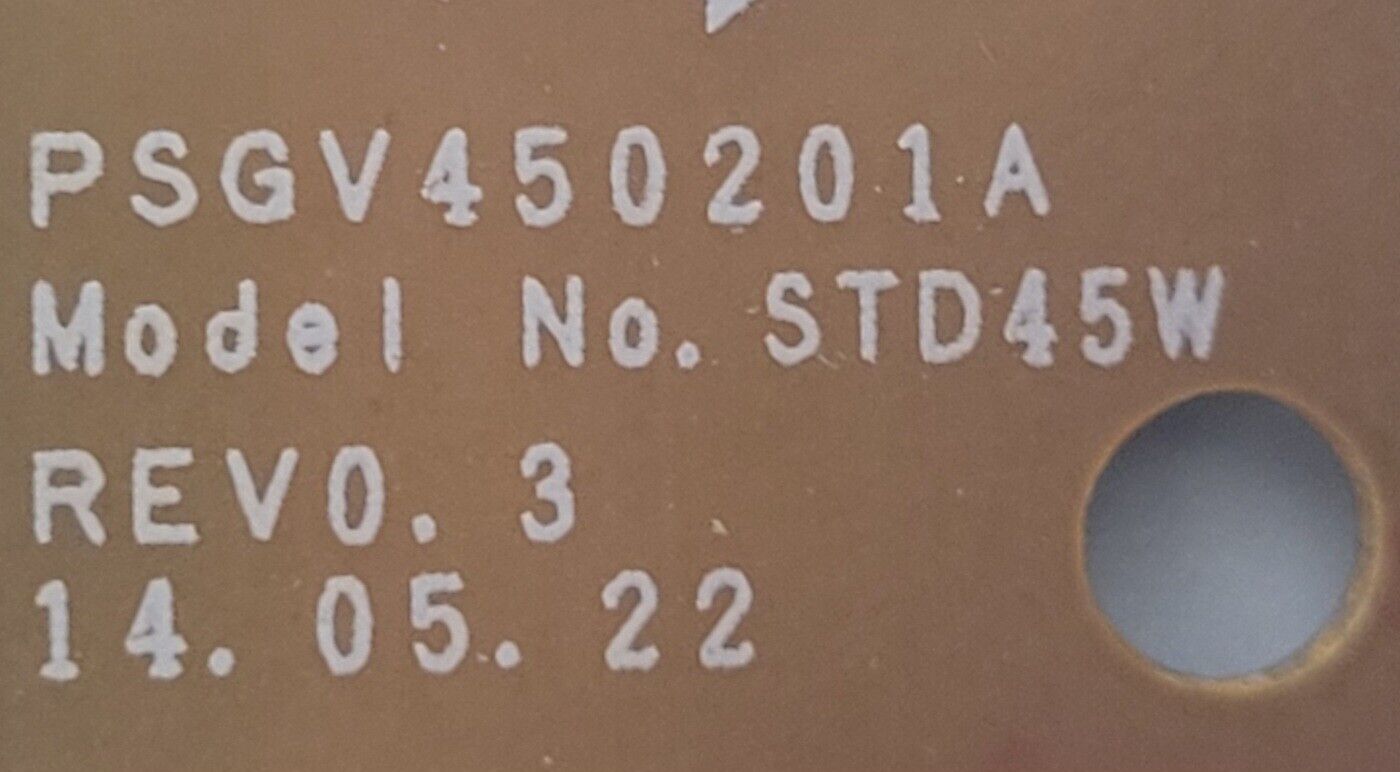 PSGV450201A
Model No. STD45W
REV0. 3
14. 05. 22